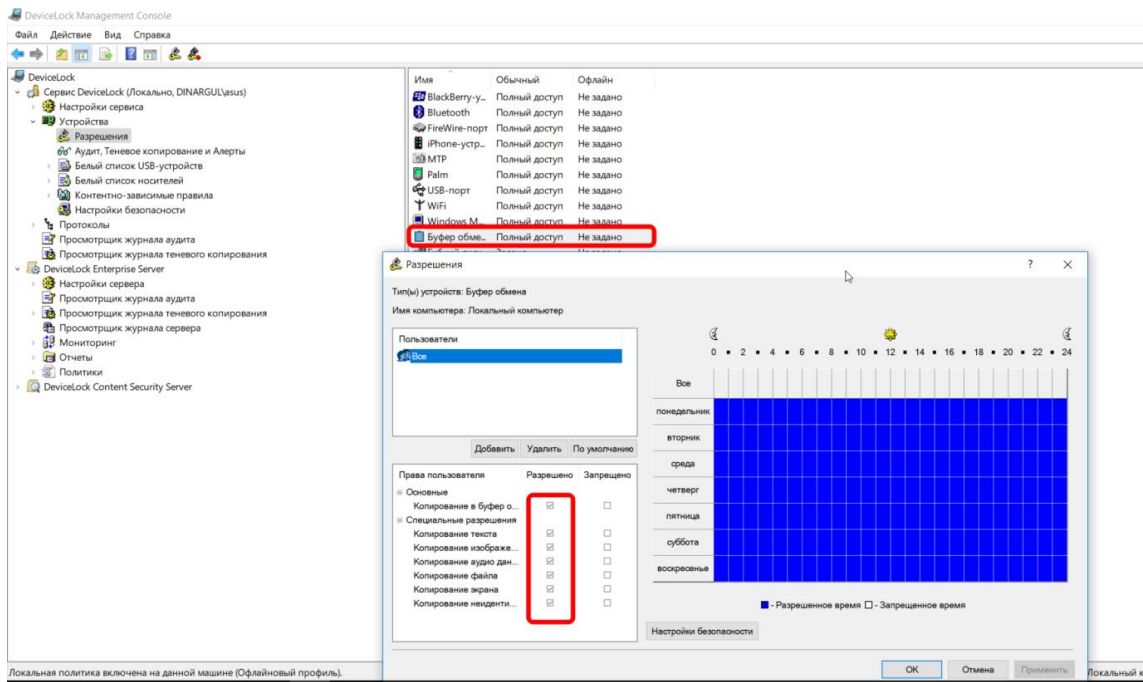 DeviceLock Management Console
Файл Действие Вид Справка
DeviceLock
Сервис DeviceLock (Локально, DINARGUL\asus)
Настройки сервиса
Устройства
Разрешения
Аудит, Теневое копирование и Алерты
Белый список USB-устройств
Белый список носителей
Контентно-зависимые правила
Настройки безопасности
Протоколы
Просмотрщик журнала аудита
Просмотрщик журнала теневого копирования
DeviceLock Enterprise Server
Настройки сервера
Просмотрщик журнала аудита
Просмотрщик журнала теневого копирования
Просмотрщик журнала сервера
Мониторинг
Отчеты
Политики
DeviceLock Content Security Server
Имя Обычный Офлайн
BlackBerry-у... Полный доступ Не задано
Bluetooth Полный доступ Не задано
FireWire-порт Полный доступ Не задано
iPhone-устр... Полный доступ Не задано
MTP Полный доступ Не задано
Palm Полный доступ Не задано
USB-порт Полный доступ Не задано
WiFi Полный доступ Не задано
Windows M... Полный доступ Не задано
Буфер обме... Полный доступ Не задано
Разрешения ?
Тип(ы) устройств: Буфер обмена
Имя компьютера: Локальный компьютер
Пользователи
Все
Добавить Удалить По умолчанию
Права пользователя Разрешено Запрещено
Основные
Копирование в буфер о...
Специальные разрешения
Копирование текста
Копирование изображе...
Копирование аудио дан...
Копирование файла
Копирование экрана
Копирование неиденти...
0 2 4 6 8 10 12 14 16 18 20 22 24
Все
понедельник
вторник
среда
четверг
пятница
суббота
воскресенье
- Разрешенное время - Запрещенное время
Настройки безопасности
OK Отмена Применить
Локальная политика включена на данной машине (Офлайновый профиль).
Локальный